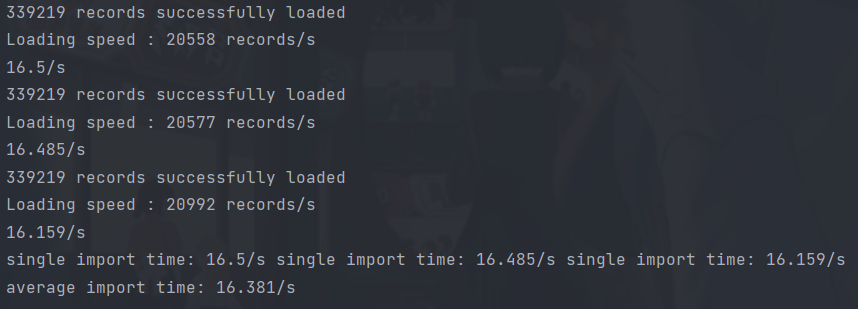 339219 records successfully loaded
Loading speed : 20558 records/s
16.5/s
339219 records successfully loaded
Loading speed : 20577 records/s
16.485/s
339219 records successfully loaded
Loading speed : 20992 records/s
16.159/s
single import time: 16.5/s single import time: 16.485/s single import time: 16.159/s
average import time: 16.381/s